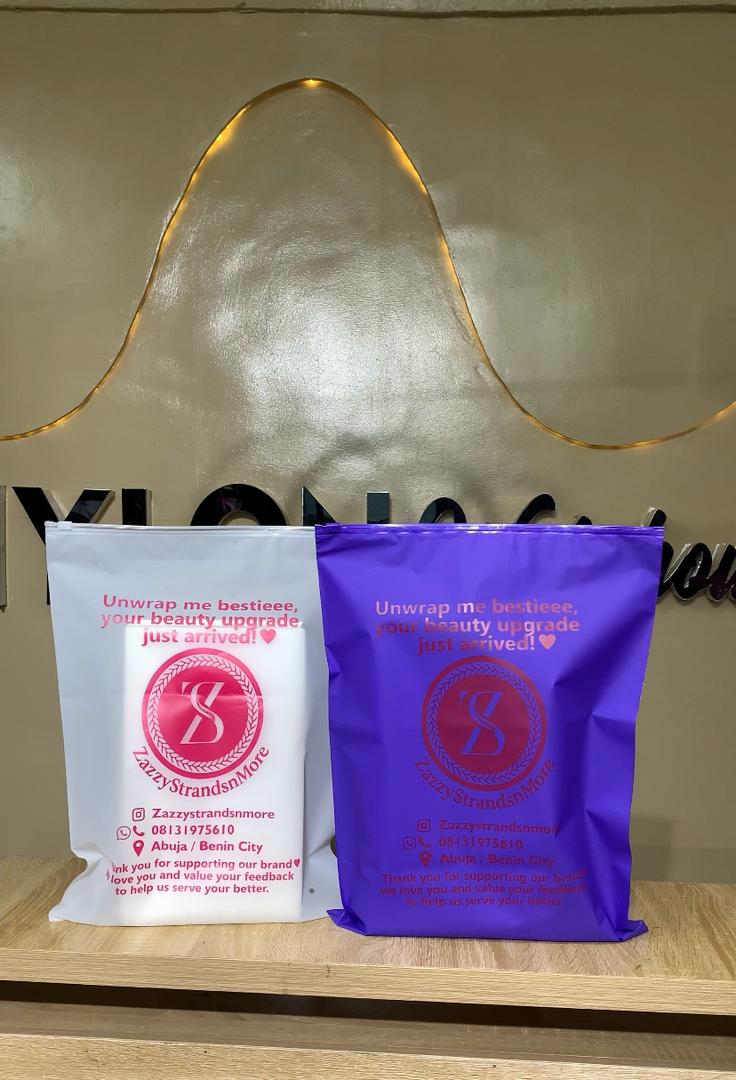 Unwrap me bestieee,
your beauty upgrade
just arrived!♥
ZS
ZazzyStrandsnMore
Zazzystrandsnmore
08131975610
Abuja / Benin City
you for supporting our brand♥
love you and value your feedback
to help us serve your better.
Unwrap me bestieee,
your beauty upgrade
just arrived!♥
ZS
ZazzyStrandsnMore
Zazzystrandsnmor
08131975610
Abuja / Benin City
Thank you for supporting our brand
we love you and value your feedback
to help us serve your better